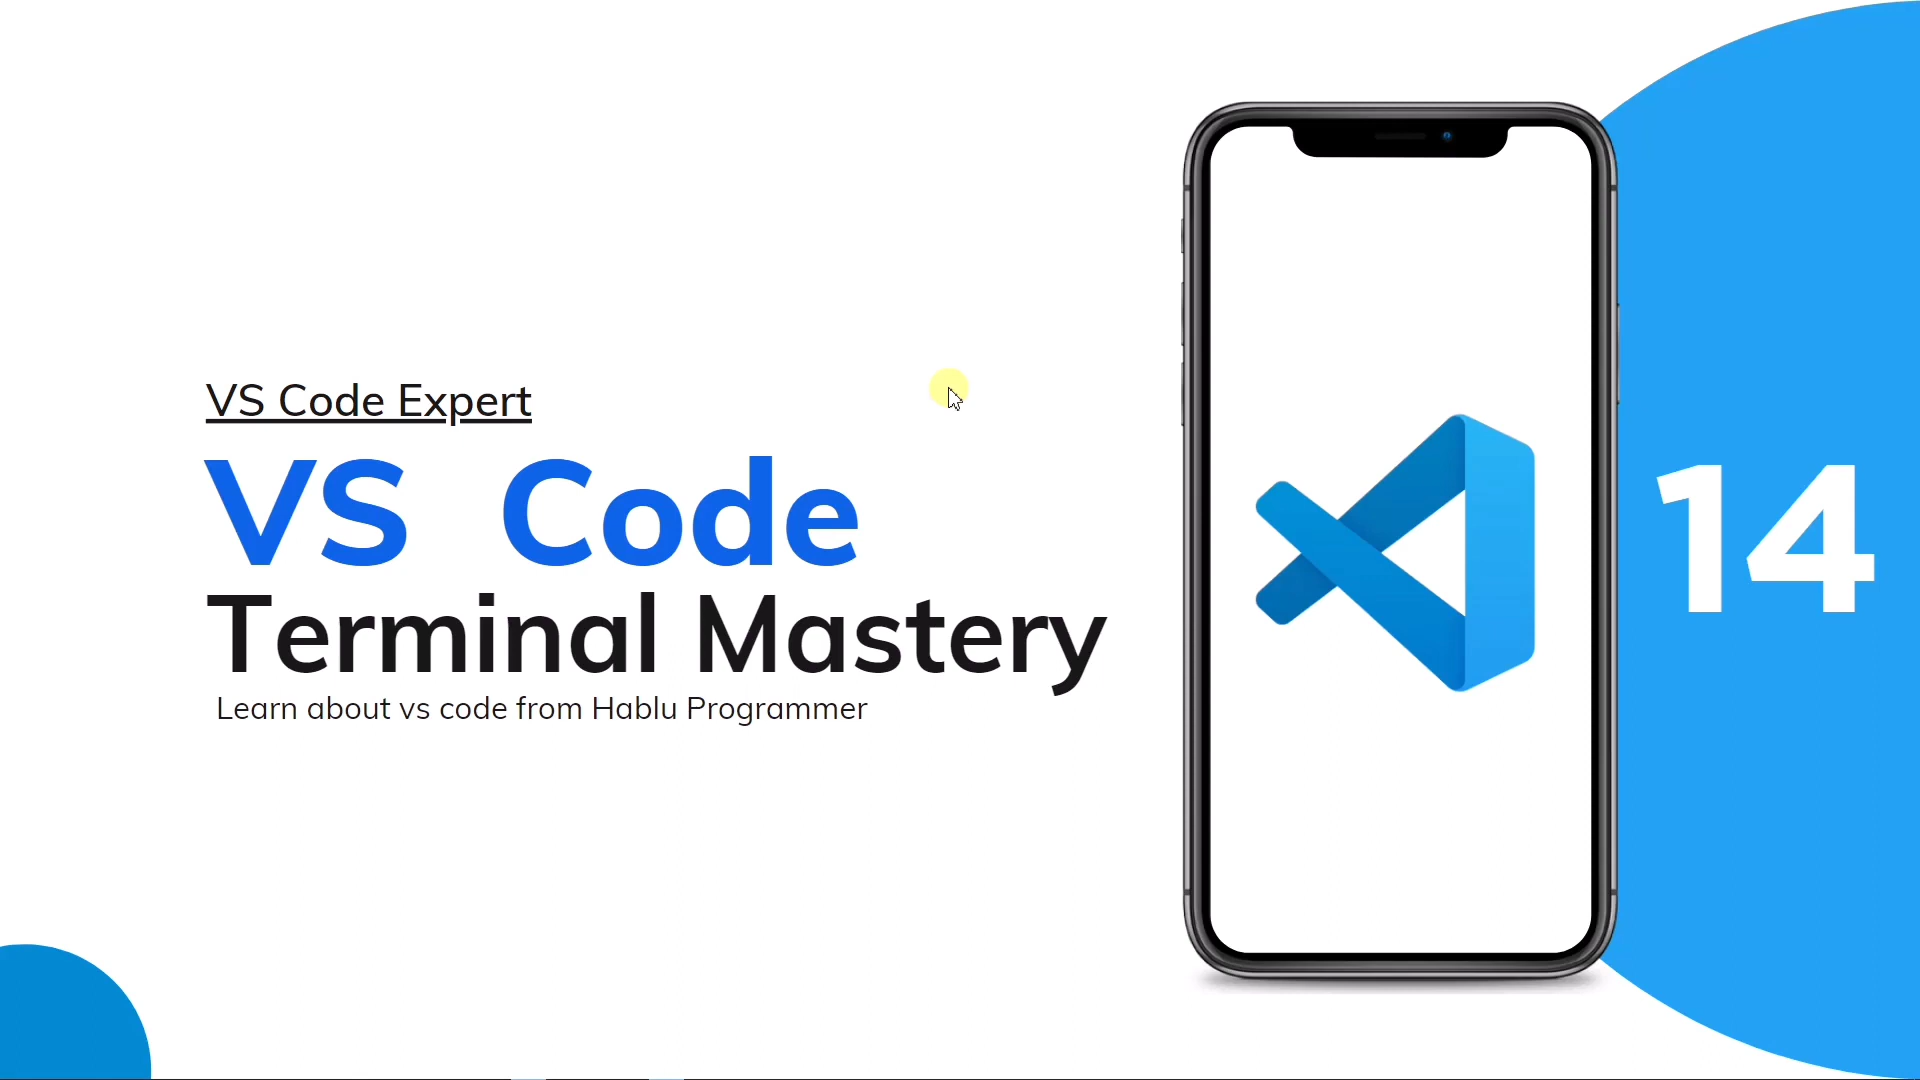 VS Code Expert
VS Code
Terminal Mastery
Learn about vs code from Hablu Programmer
14